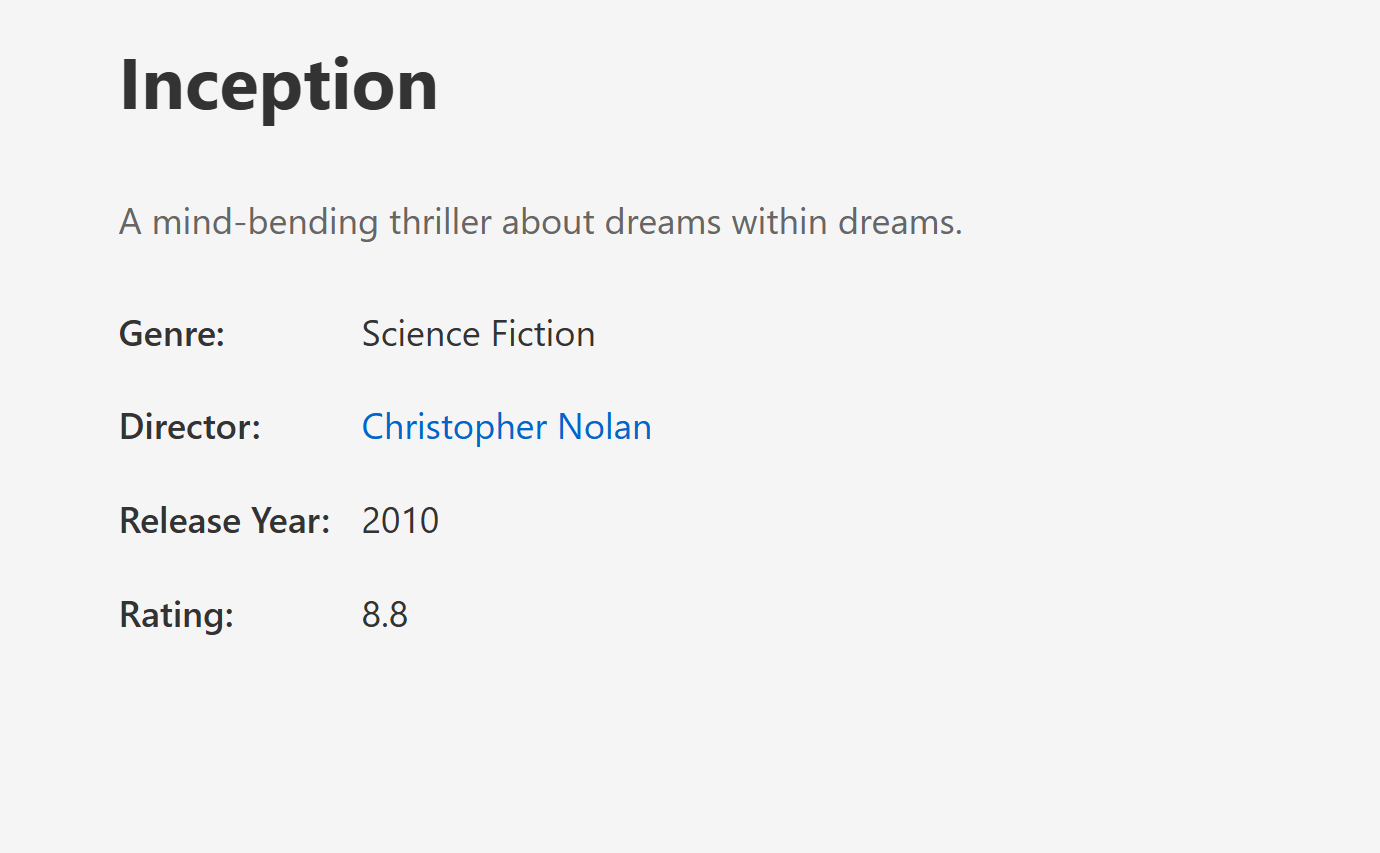 Inception
A mind-bending thriller about dreams within dreams.
Genre: Science Fiction
Director: Christopher Nolan
Release Year: 2010
Rating: 8.8